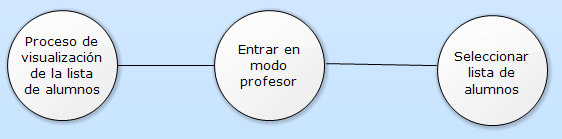 Proceso de
visualización
de la lista
de alumnos
Entrar en
modo
profesor
Seleccionar
lista de
alumnos